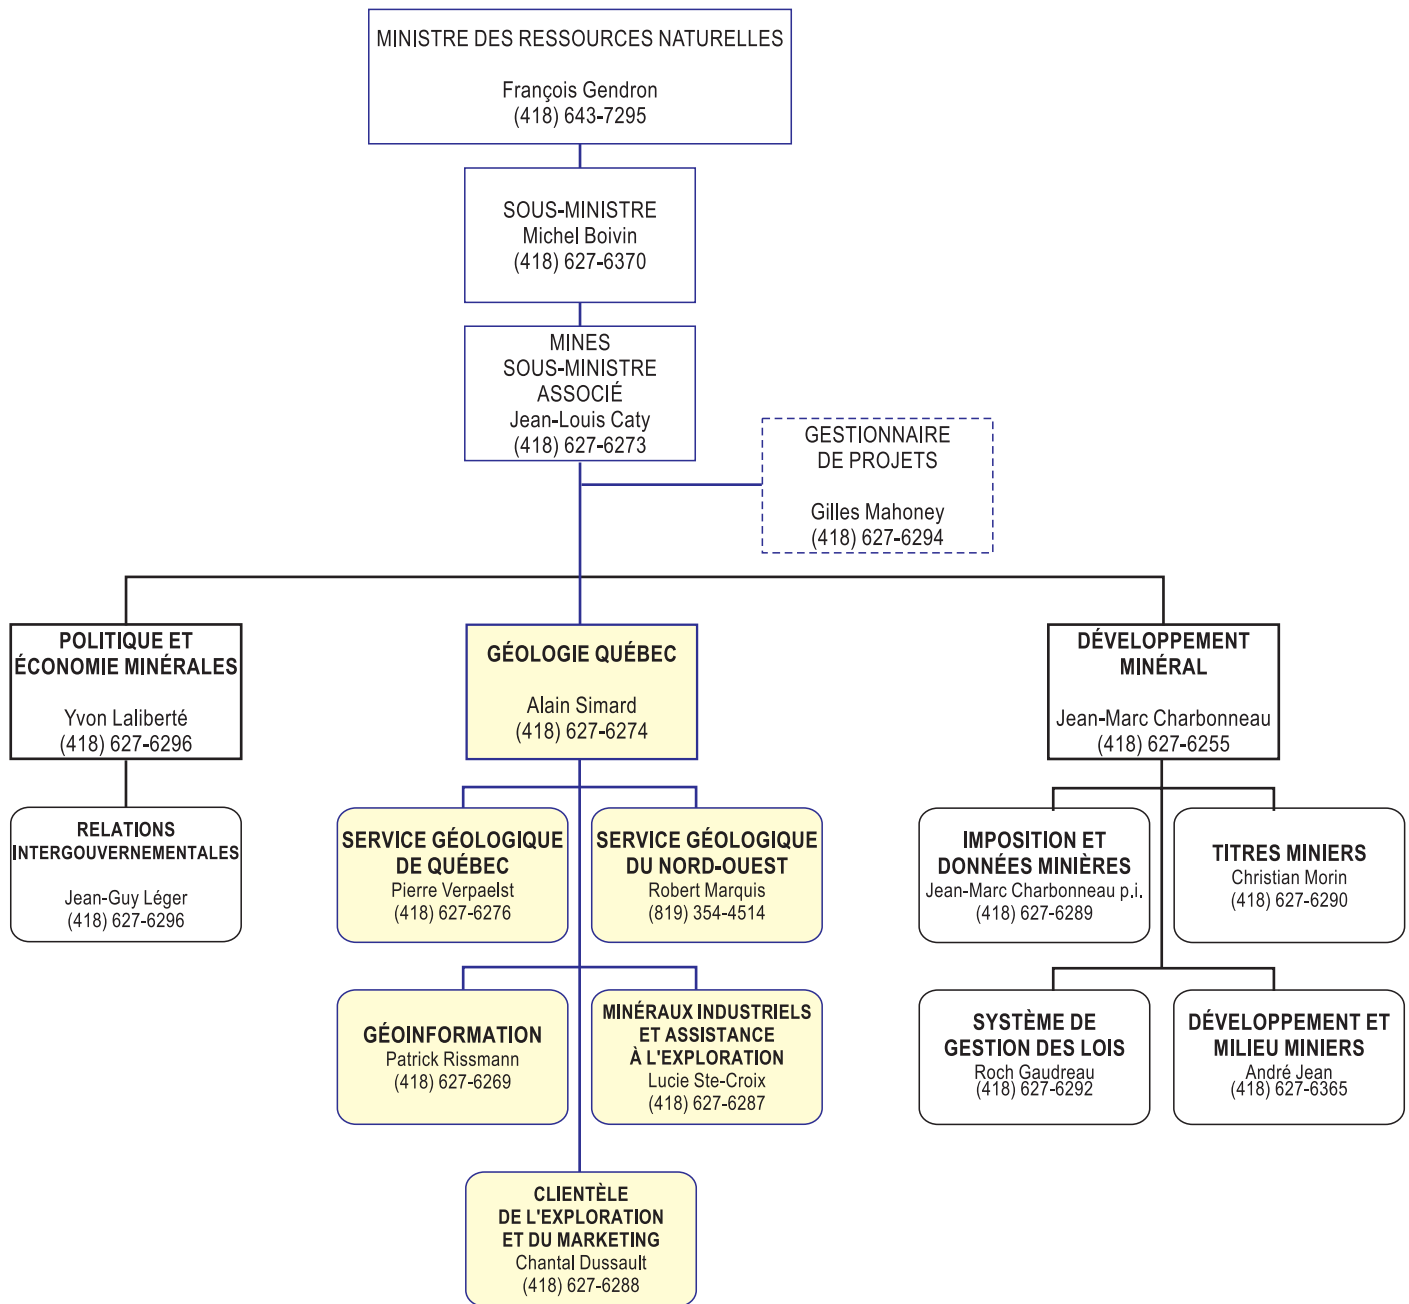 MINISTRE DES RESSOURCES NATURELLES
François Gendron
(418) 643-7295
SOUS-MINISTRE
Michel Boivin
(418) 627-6370
MINES
SOUS-MINISTRE
ASSOCIÉ
Jean-Louis Caty
(418) 627-6273
GESTIONNAIRE
DE PROJETS
Gilles Mahoney
(418) 627-6294
POLITIQUE ET
ÉCONOMIE MINÉRALES
Yvon Laliberté
(418) 627-6296
GÉOLOGIE QUÉBEC
Alain Simard
(418) 627-6274
DÉVELOPPEMENT
MINÉRAL
Jean-Marc Charbonneau
(418) 627-6255
RELATIONS
INTERGOUVERNEMENTALES
Jean-Guy Léger
(418) 627-6296
SERVICE GÉOLOGIQUE
DE QUÉBEC
Pierre Verpaelst
(418) 627-6276
SERVICE GÉOLOGIQUE
DU NORD-OUEST
Robert Marquis
(819) 354-4514
IMPOSITION ET
DONNÉES MINIÈRES
Jean-Marc Charbonneau p.i.
(418) 627-6289
TITRES MINIERS
Christian Morin
(418) 627-6290
GÉOINFORMATION
Patrick Rissmann
(418) 627-6269
MINÉRAUX INDUSTRIELS
ET ASSISTANCE
À L'EXPLORATION
Lucie Ste-Croix
(418) 627-6287
SYSTÈME DE
GESTION DES LOIS
Roch Gaudreau
(418) 627-6292
DÉVELOPPEMENT ET
MILIEU MINIERS
André Jean
(418) 627-6365
CLIENTÈLE
DE L'EXPLORATION
ET DU MARKETING
Chantal Dussault
(418) 627-6288